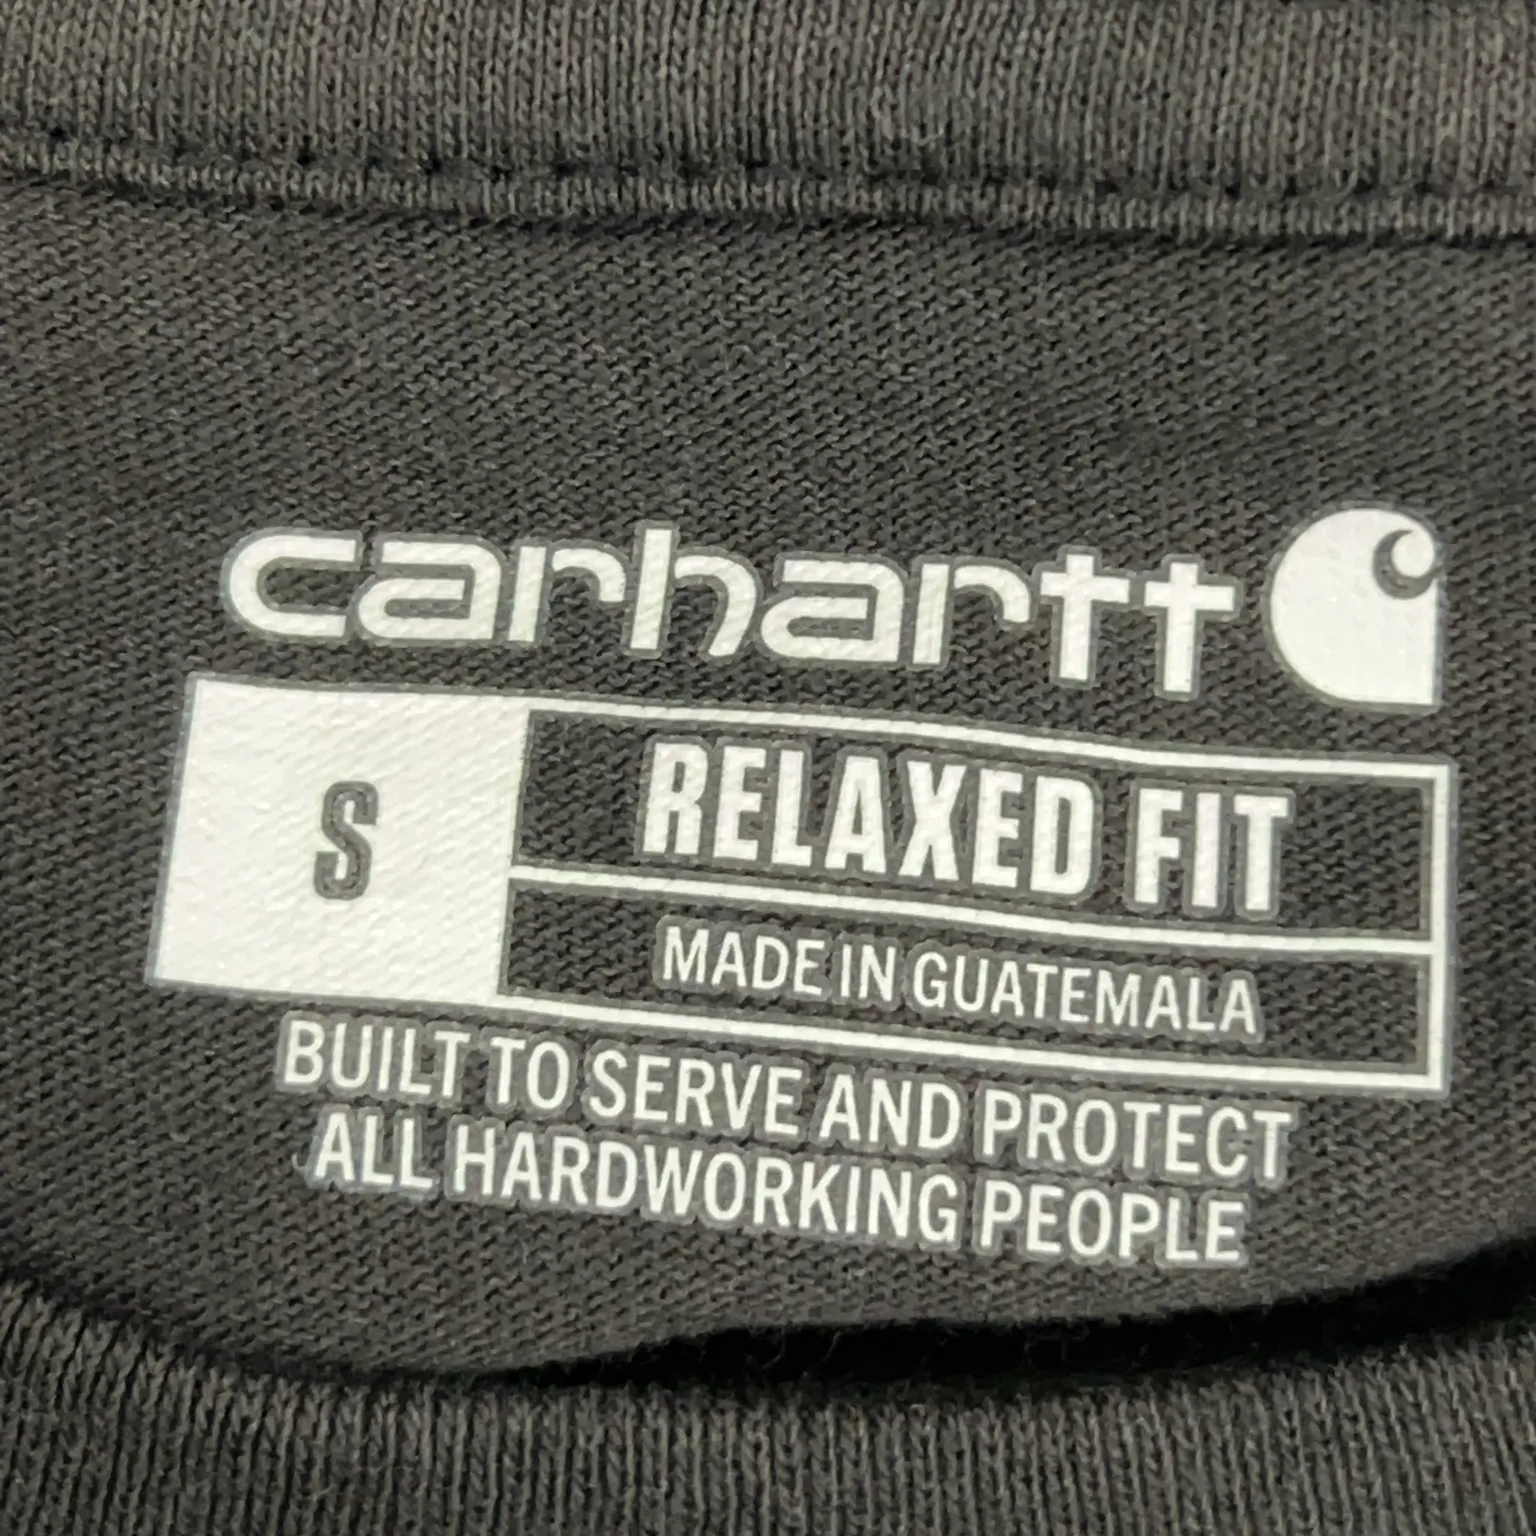 carhartt
S
RELAXED FIT
MADE IN GUATEMALA
BUILT TO SERVE AND PROTECT
ALL HARDWORKING PEOPLE